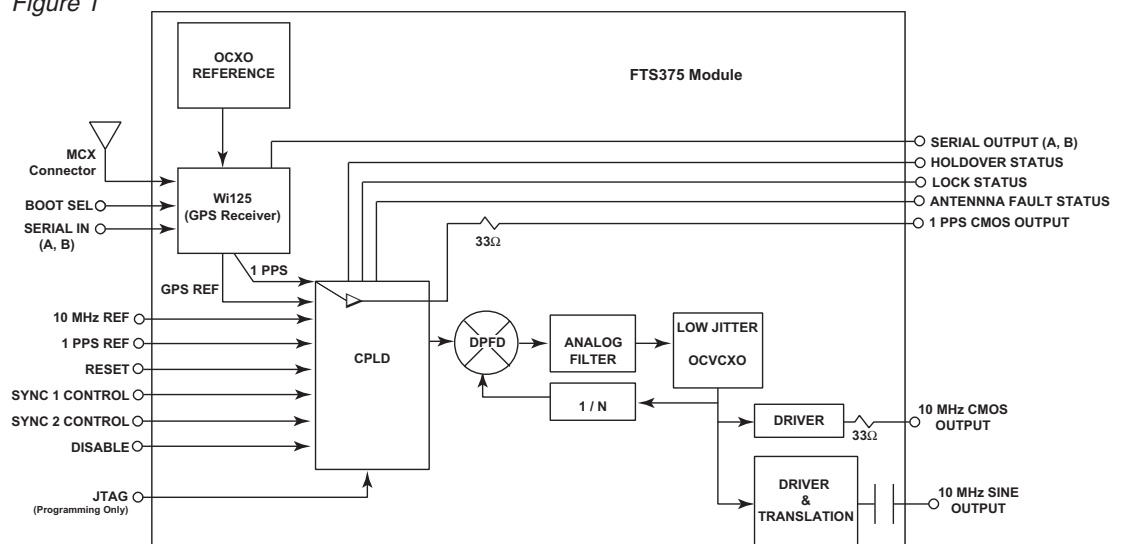 Figure 1
OCXO
REFERENCE
FTS375 Module
MCX
Connector
BOOT SEL
SERIAL IN
(A, B)
Wi125
(GPS Receiver)
SERIAL OUTPUT (A, B)
HOLDOVER STATUS
LOCK STATUS
ANTENNNA FAULT STATUS
1 PPS CMOS OUTPUT
33Ω
1 PPS
GPS REF
10 MHz REF
1 PPS REF
RESET
SYNC 1 CONTROL
SYNC 2 CONTROL
DISABLE
JTAG
(Programming Only)
CPLD
DPFD
ANALOG
FILTER
LOW JITTER
OCVCXO
1 / N
DRIVER
33Ω
10 MHz CMOS
OUTPUT
DRIVER
&
TRANSLATION
10 MHz SINE
OUTPUT